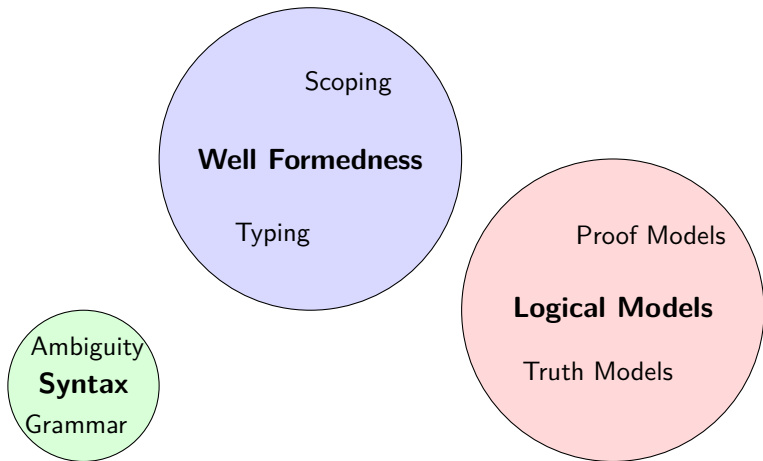 Scoping
Well Formedness
Typing
Proof Models
Logical Models
Truth Models
Ambiguity
Syntax
Grammar